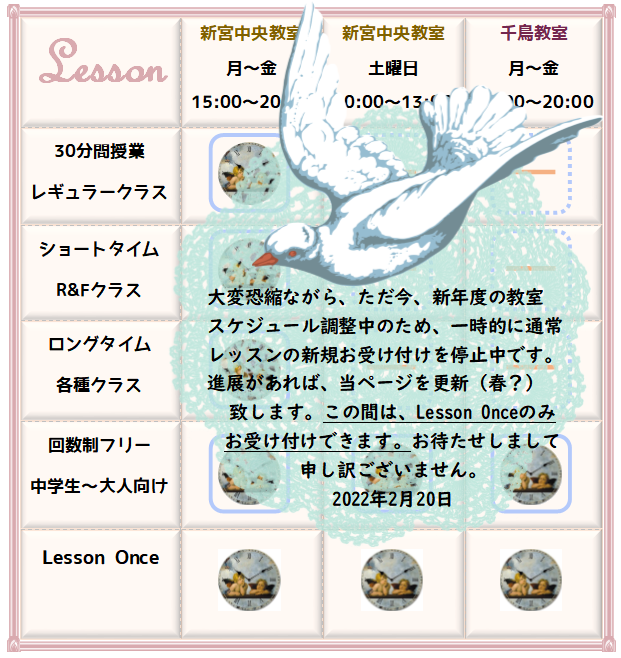 Lesson
新宮中央教室
月～金
15:00～20
新宮中央教室
土曜日
0:00～13:
千鳥教室
月～金
00～20:00
30分間授業
レギュラークラス
ショートタイム
R&Fクラス
ロングタイム
各種クラス
回数制フリー
中学生～大人向け
Lesson Once
大変恐縮ながら、ただ今、新年度の教室
スケジュール調整中のため、一時的に通常
レッスンの新規お受け付けを停止中です。
進展があれば、当ページを更新（春？）
致します。この間は、Lesson Onceのみ
お受け付けできます。お待たせしまして
申し訳ございません。
2022年2月20日